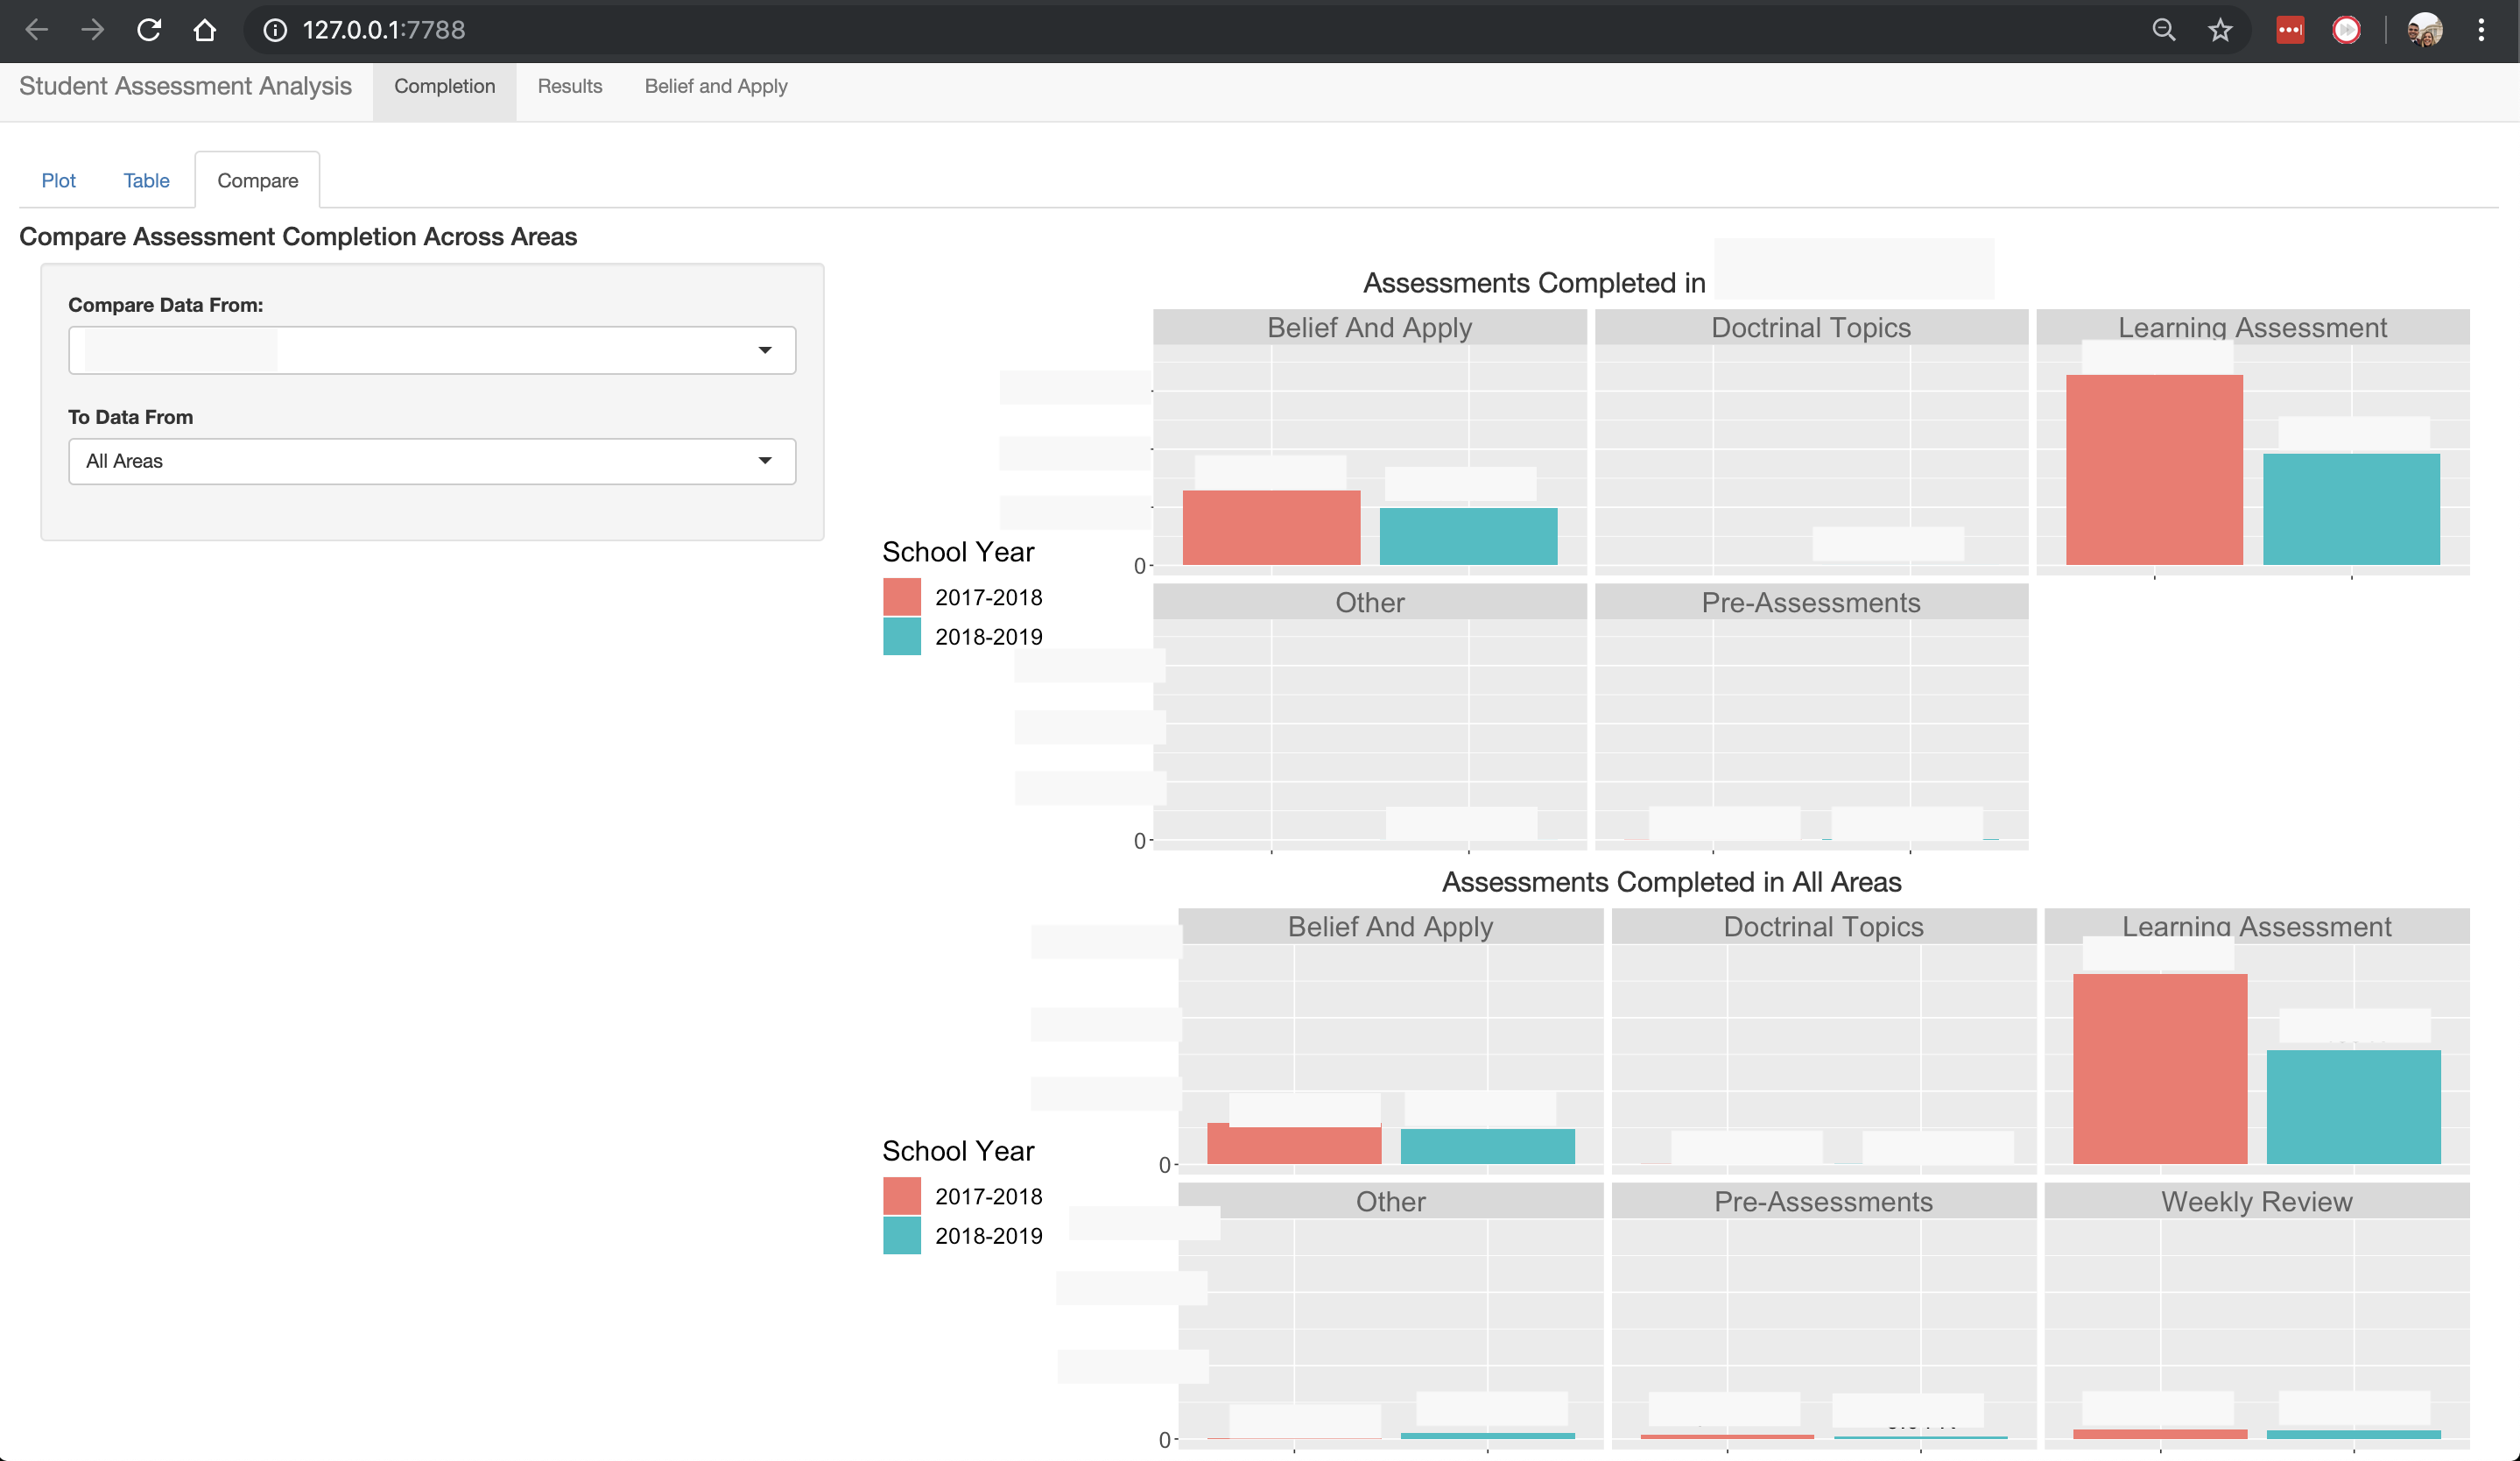 127.0.0.1:7788
Student Assessment Analysis Completion Results Belief and Apply
Plot Table Compare
Compare Assessment Completion Across Areas
Compare Data From:
To Data From
All Areas
Assessments Completed in
Belief And Apply Doctrinal Topics Learning Assessment
0
School Year
2017-2018
2018-2019
Other Pre-Assessments
0
Assessments Completed in All Areas
Belief And Apply Doctrinal Topics Learning Assessment
0
School Year
2017-2018
2018-2019
Other Pre-Assessments Weekly Review
0